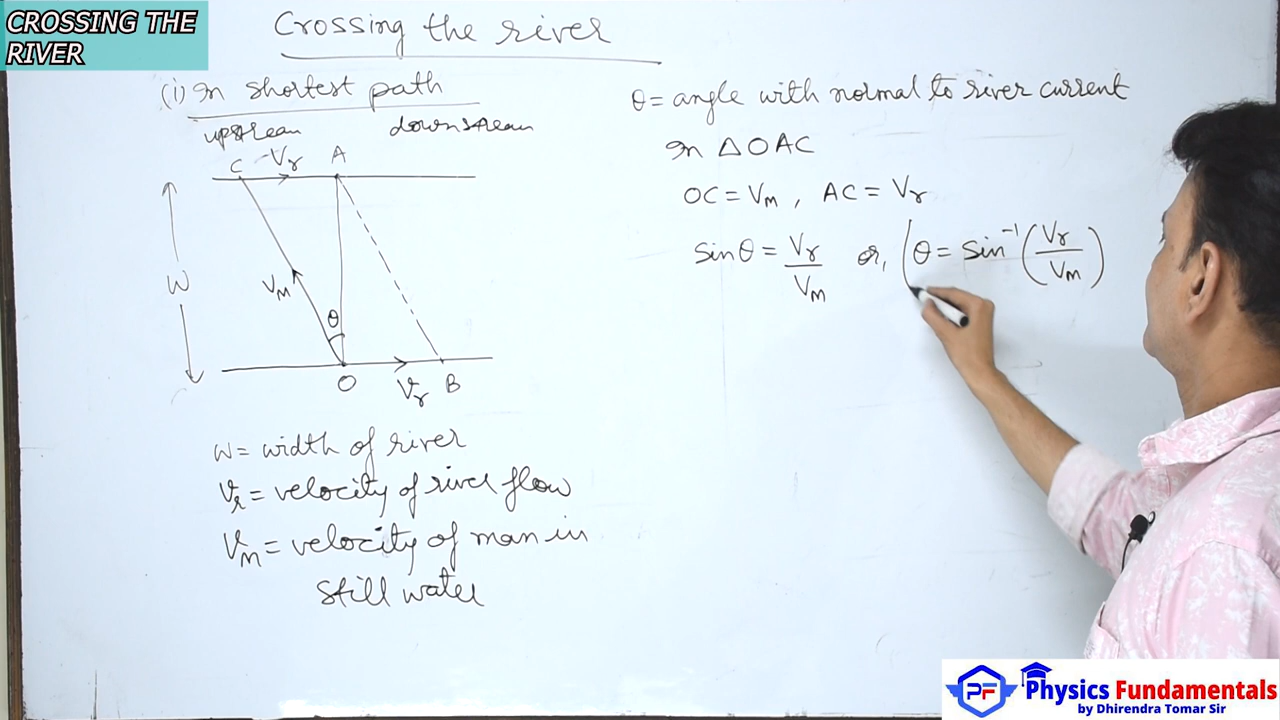 CROSSING THE
RIVER
Crossing the river
(i) In shortest path
upstream downstream
C Vr A
W
VM
θ
O Vr B
W = width of river
Vr = velocity of river flow
Vm = velocity of man in
still water
θ = angle with normal to river current
In △OAC
OC = VM , AC = Vr
sinθ = Vr/VM or, θ = sin⁻¹(Vr/VM)
PF Physics Fundamentals
by Dhirendra Tomar Sir